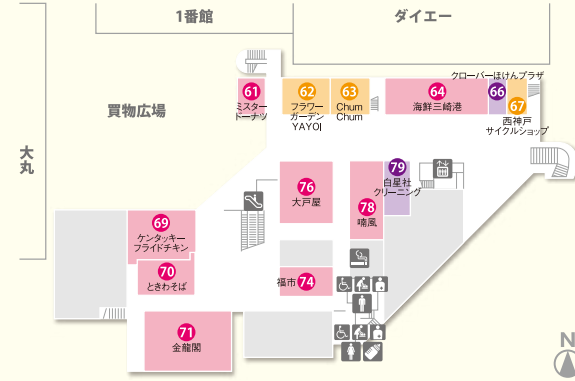 1番館
ダイエー
買物広場
大丸
61
ミスター
ドーナツ
62
フラワー
ガーデン
YAYOI
63
Chum
Chum
64
海鮮三崎港
クローバーほけんプラザ
66
67
西神戸
サイクルショップ
79
白星社
クリーニング
76
大戸屋
78
喃風
69
ケンタッキー
フライドチキン
70
ときわそば
福市 74
71
金龍閣
N